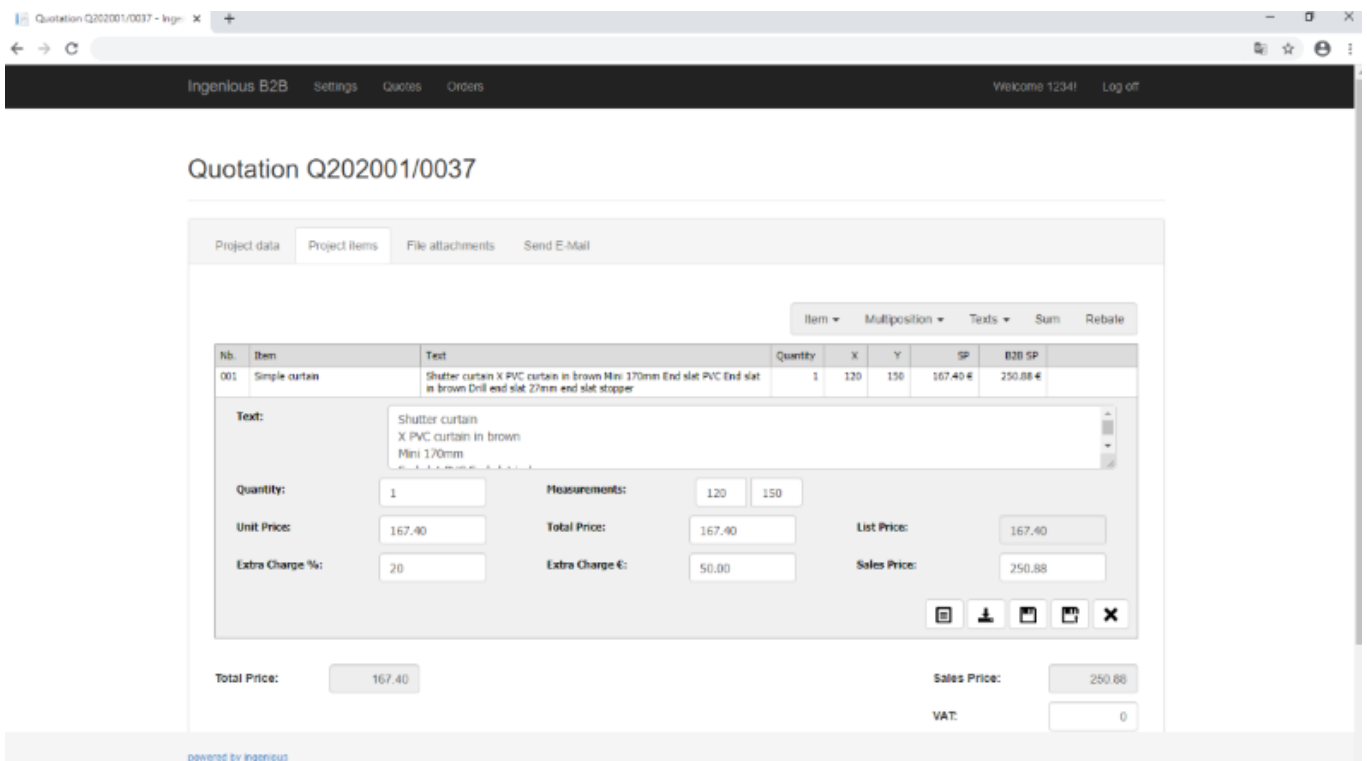 Quotation Q202001/0037 - Inge
Ingenious B2B Settings Quotes Orders Welcome 1234! Log off
Quotation Q202001/0037
Project data Project items File attachments Send E-Mail
Item Multiposition Texts Sum Rebate
Nb. Item Text Quantity X Y SP B2B SP
001 Simple curtain Shutter curtain X PVC curtain in brown Mini 170mm End slat PVC End slat 1 120 150 167.40 € 250.88 €
in brown Drill end slat 27mm end slat stopper
Text: Shutter curtain
X PVC curtain in brown
Mini 170mm
Quantity: 1 Measurements: 120 150
Unit Price: 167.40 Total Price: 167.40 List Price: 167.40
Extra Charge %: 20 Extra Charge €: 50.00 Sales Price: 250.88
Total Price: 167.40 Sales Price: 250.88
VAT: 0
powered by ingenious